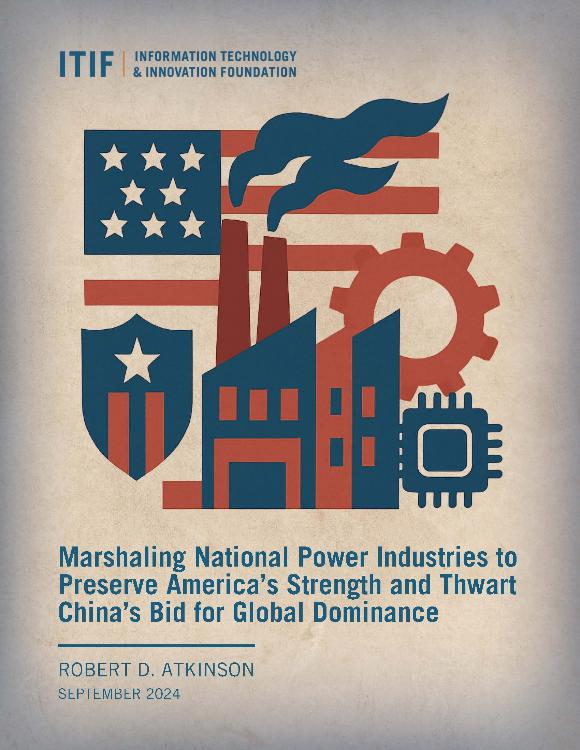 ITIF
INFORMATION TECHNOLOGY
& INNOVATION FOUNDATION
Marshaling National Power Industries to
Preserve America's Strength and Thwart
China's Bid for Global Dominance
ROBERT D. ATKINSON
SEPTEMBER 2024